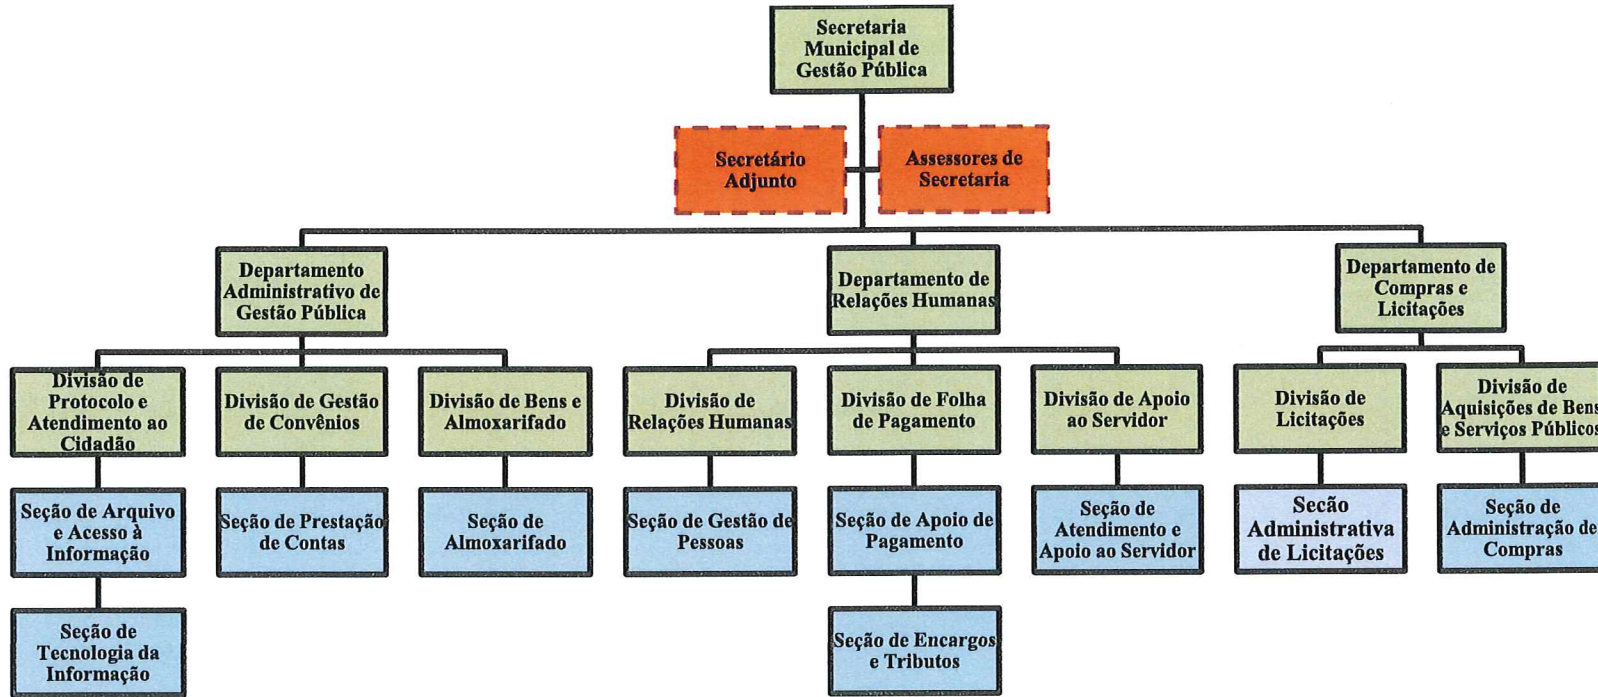 Secretaria
Municipal de
Gestão Pública
Secretário
Adjunto
Assessores de
Secretaria
Departamento
Administrativo de
Gestão Pública
Departamento de
Relações Humanas
Departamento de
Compras e
Licitações
Divisão de
Protocolo e
Atendimento ao
Cidadão
Divisão de Gestão
de Convênios
Divisão de Bens e
Almoxarifado
Divisão de
Relações Humanas
Divisão de Folha
de Pagamento
Divisão de Apoio
ao Servidor
Divisão de
Licitações
Divisão de
Aquisições de Bens
e Serviços Públicos
Seção de Arquivo
e Acesso à
Informação
Seção de Prestação
de Contas
Seção de
Almoxarifado
Seção de Gestão de
Pessoas
Seção de Apoio de
Pagamento
Seção de
Atendimento e
Apoio ao Servidor
Secão
Administrativa
de Licitações
Seção de
Administração de
Compras
Seção de
Tecnologia da
Informação
Seção de Encargos
e Tributos